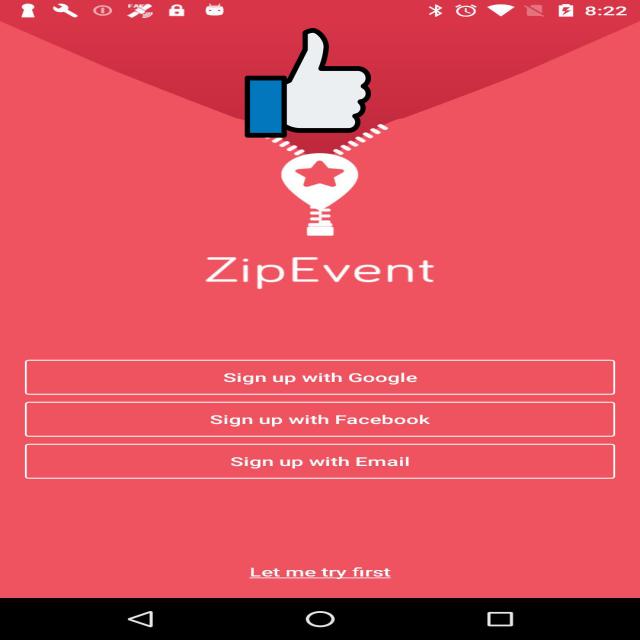 8:22
ZipEvent
Sign up with Google
Sign up with Facebook
Sign up with Email
Let me try first